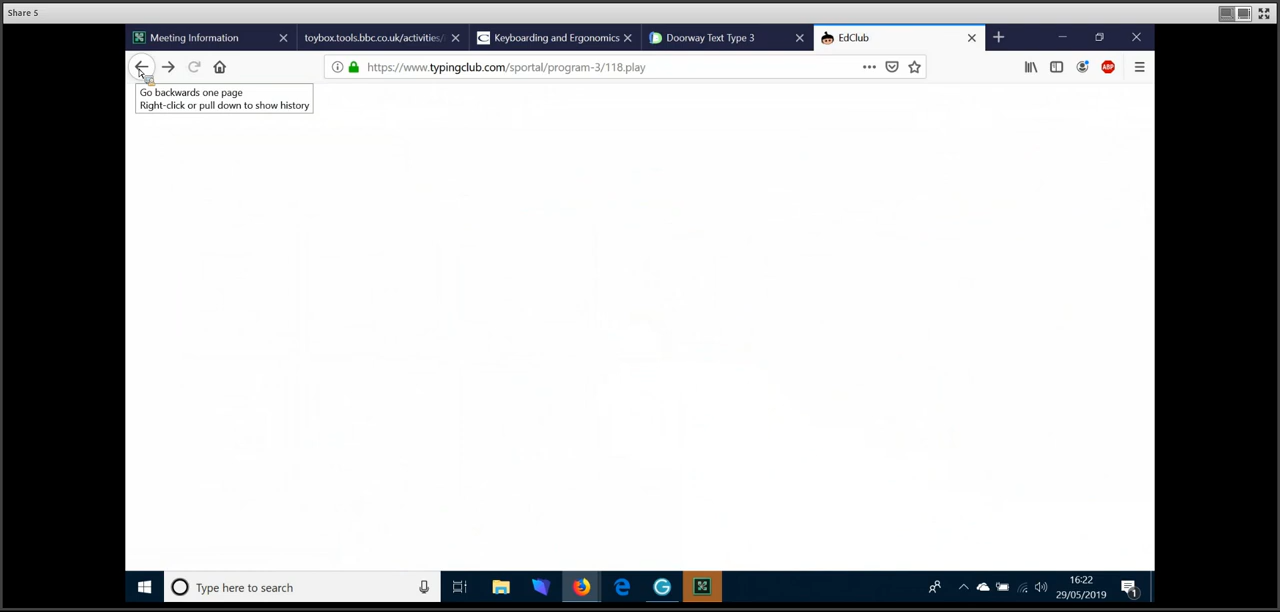 Share 5
Meeting Information
toybox.tools.bbc.co.uk/activities/
Keyboarding and Ergonomics
Doorway Text Type 3
EdClub
https://www.typingclub.com/sportal/program-3/118.play
ABP
Go backwards one page
Right-click or pull down to show history
Type here to search
16:22
29/05/2019
1